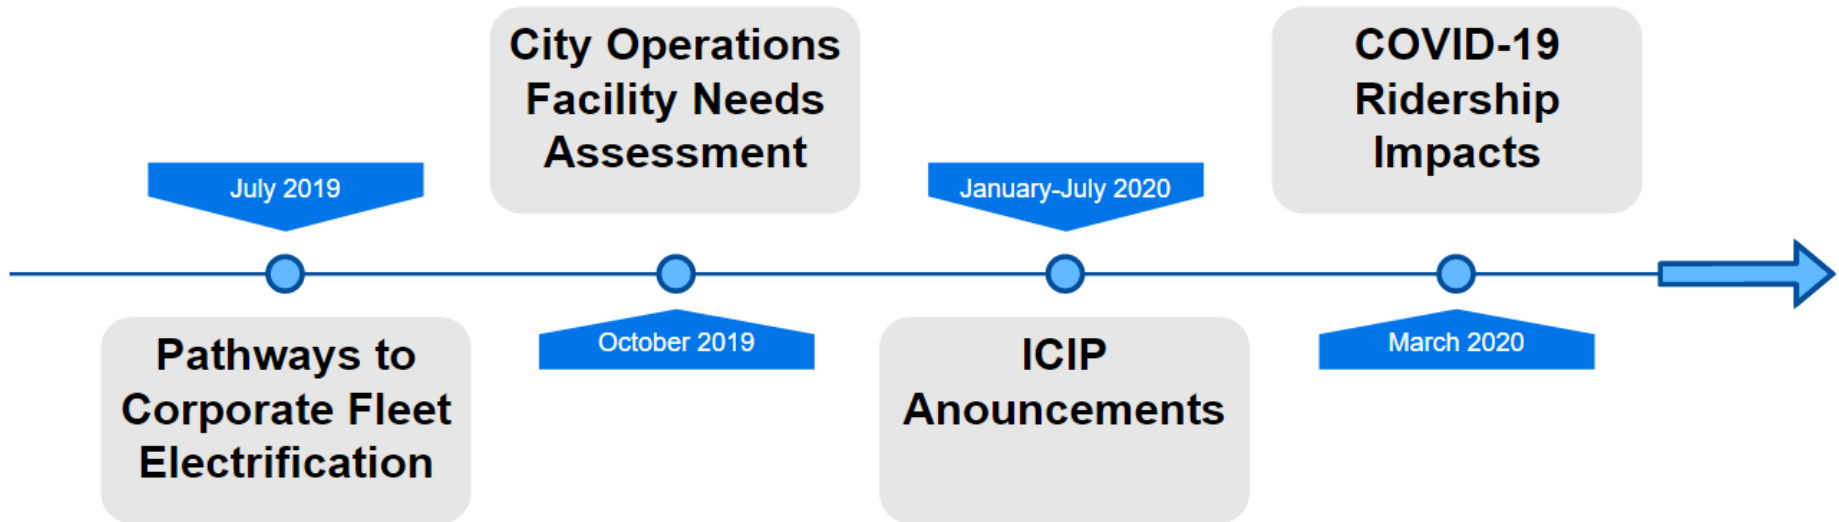 July 2019
Pathways to
Corporate Fleet
Electrification
City Operations
Facility Needs
Assessment
October 2019
January-July 2020
ICIP
Anouncements
COVID-19
Ridership
Impacts
March 2020